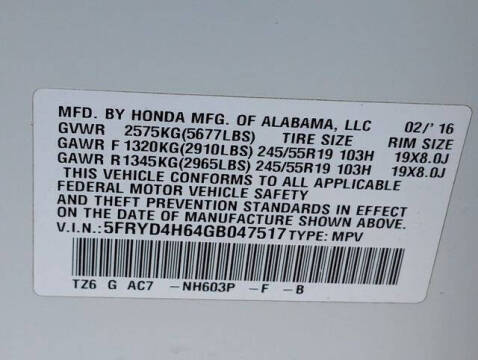 MFD. BY HONDA MFG. OF ALABAMA, LLC 02/'16
GVWR 2575KG(5677LBS) TIRE SIZE RIM SIZE
GAWR F 1320KG(2910LBS) 245/55R19 103H 19X8.0J
GAWR R1345KG(2965LBS) 245/55R19 103H 19X8.0J
THIS VEHICLE CONFORMS TO ALL APPLICABLE
FEDERAL MOTOR VEHICLE SAFETY
AND THEFT PREVENTION STANDARDS IN EFFECT
ON THE DATE OF MANUFACTURE SHOWN ABOVE.
V.I.N.:5FRYD4H64GB047517 TYPE: MPV
TZ6 G AC7 -NH603P -F -B